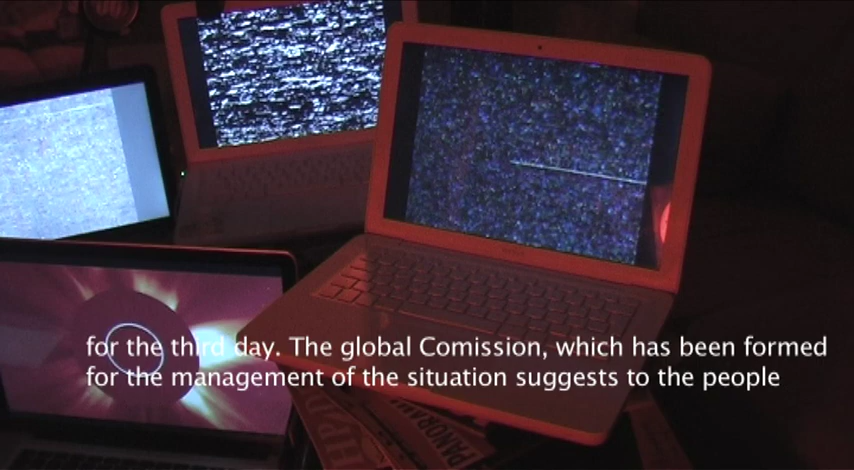 for the third day. The global Comission, which has been formed
for the management of the situation suggests to the people
PANORAMA